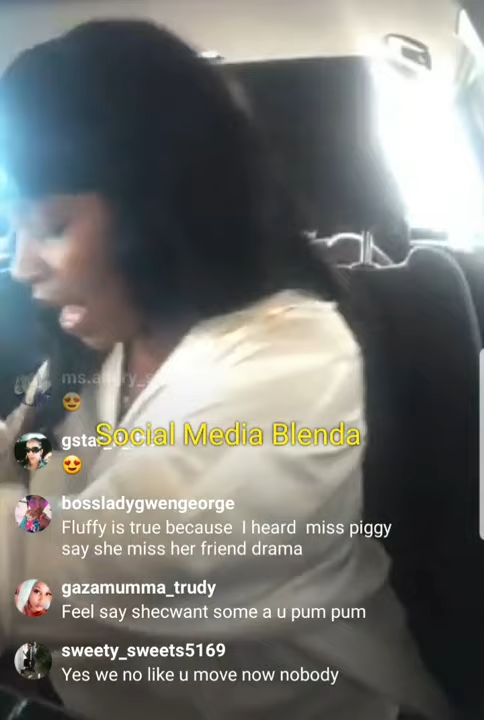 Social Media Blenda
bossladygwengeorge
Fluffy is true because I heard miss piggy
say she miss her friend drama
gazamumma_trudy
Feel say shecwant some a u pum pum
sweety_sweets5169
Yes we no like u move now nobody